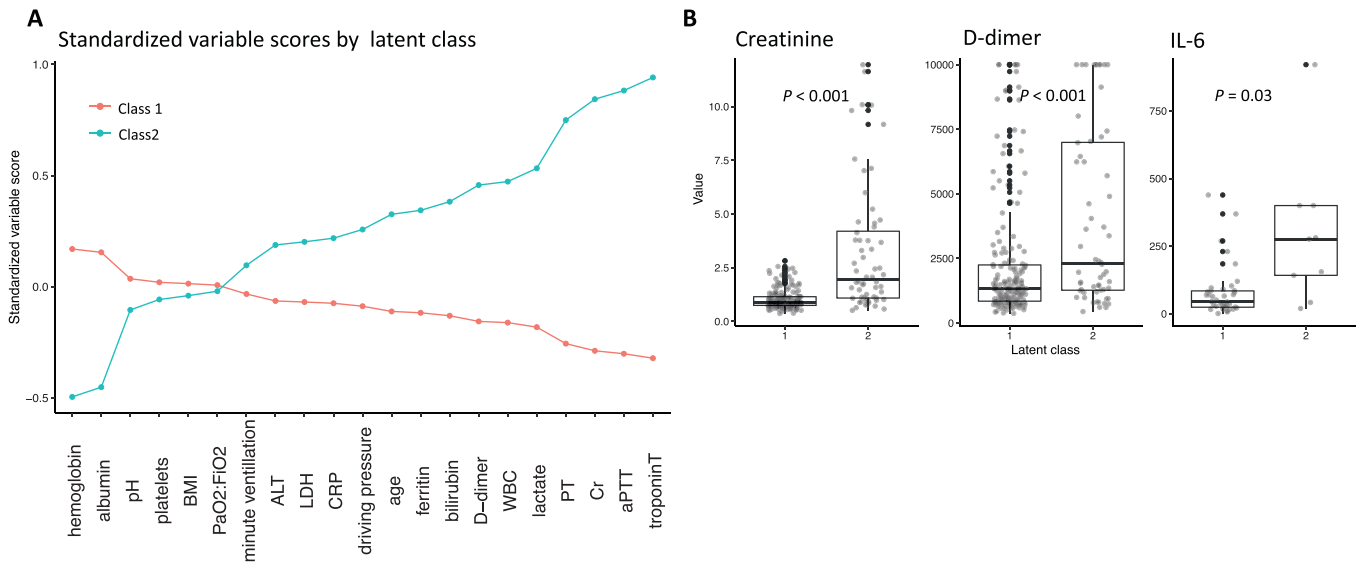 A
Standardized variable scores by latent class
Standardized variable score
1.0
0.5
0.0
−0.5
Class 1
Class2
hemoglobin
albumin
pH
platelets
BMI
PaO2:FiO2
minute ventillation
ALT
LDH
CRP
driving pressure
age
ferritin
bilirubin
D−dimer
WBC
lactate
PT
Cr
aPTT
troponinT
B
Creatinine
D-dimer
IL-6
Value
10.0
7.5
5.0
2.5
0.0
P < 0.001
1
2
10000
7500
5000
2500
0
P < 0.001
1
2
Latent class
750
500
250
0
P = 0.03
1
2